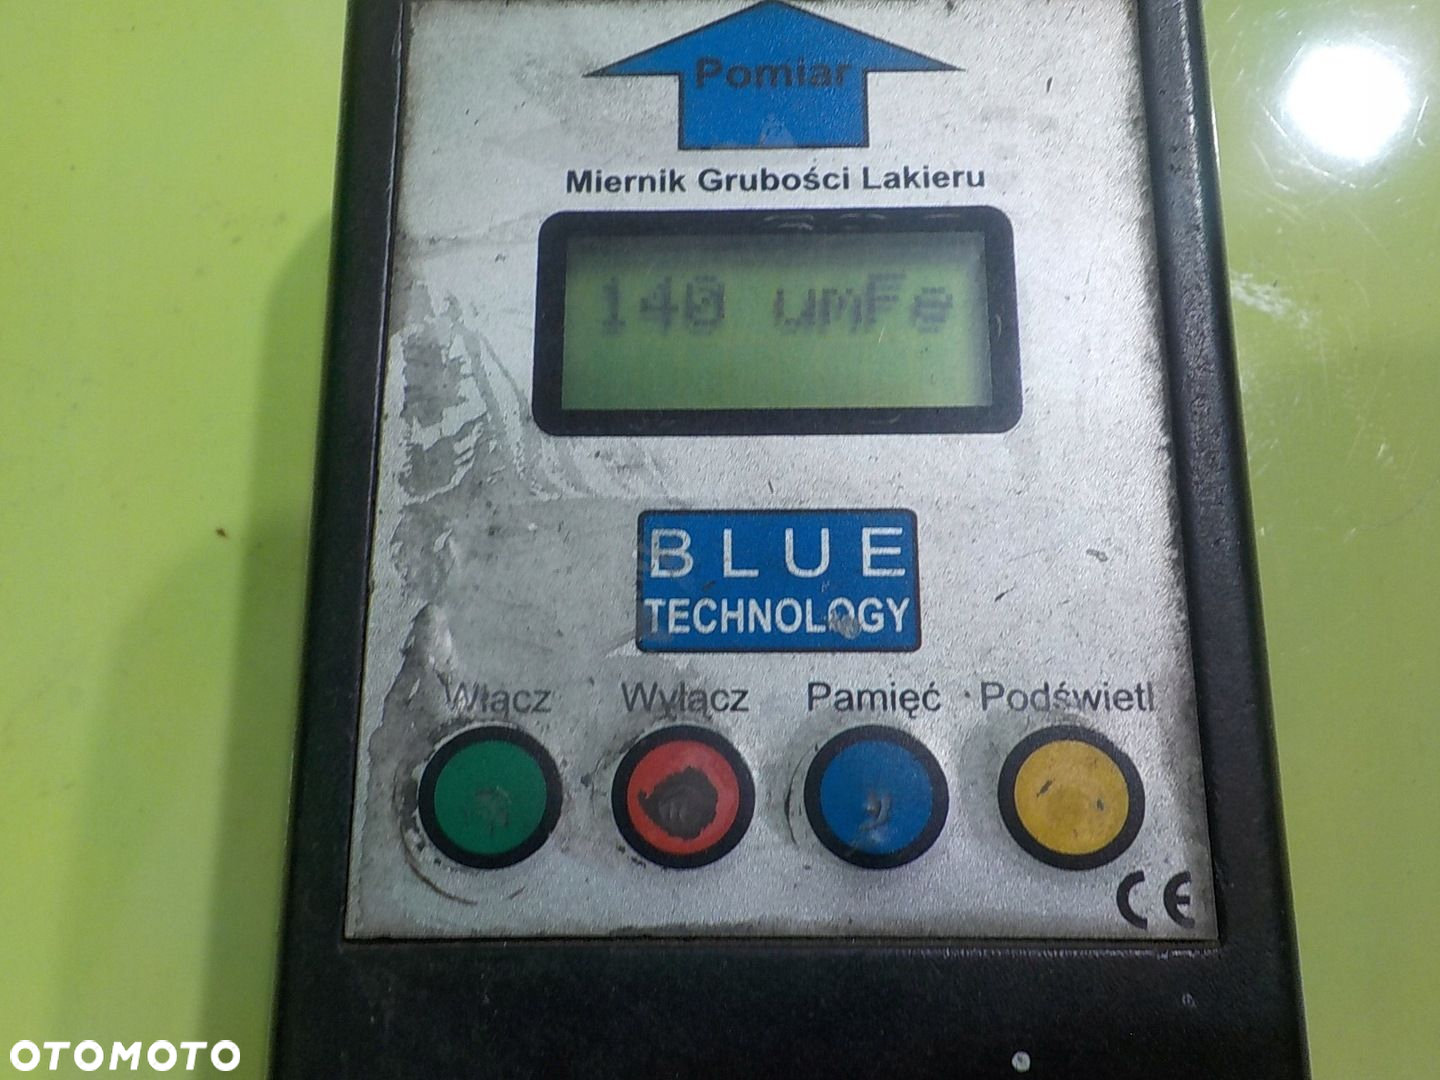 Pomiar
Miernik Grubości Lakieru
140 umFe
BLUE
TECHNOLOGY
Włącz Wyłącz Pamięć Podświetl
CE
OTOMOTO